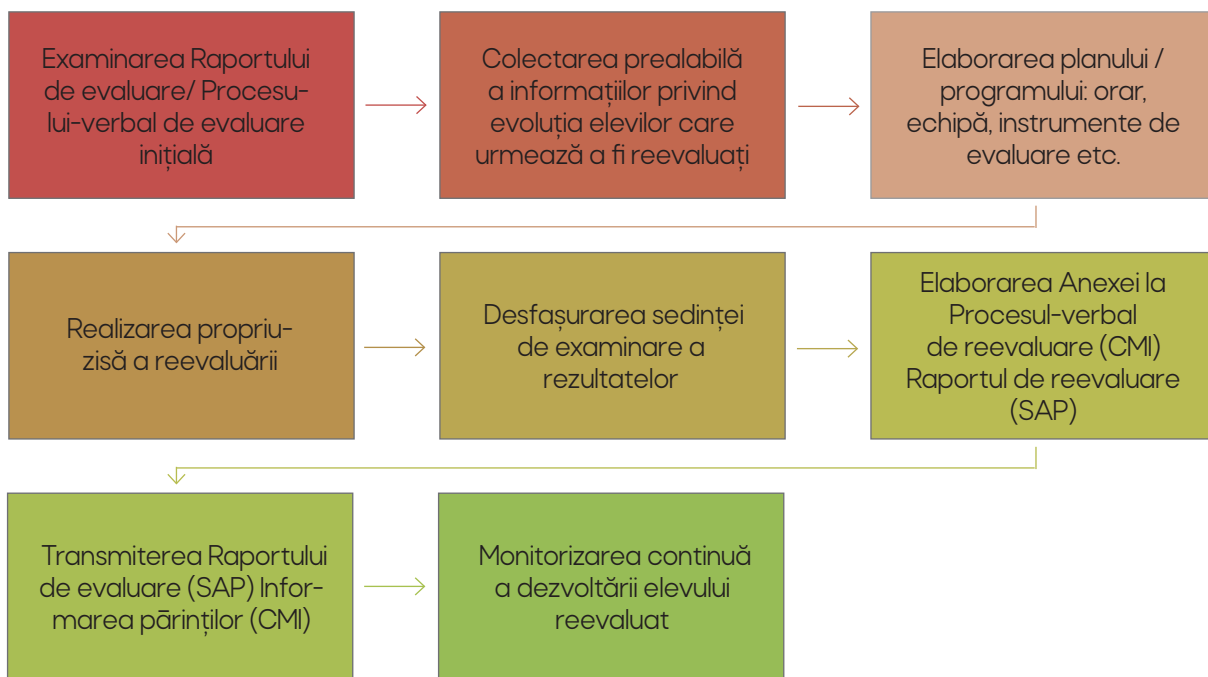 Examinarea Raportului
de evaluare/ Procesu-
lui-verbal de evaluare
inițială
Colectarea prealabilă
a informațiilor privind
evoluția elevilor care
urmează a fi reevaluați
Elaborarea planului /
programului: orar,
echipă, instrumente de
evaluare etc.
Realizarea propriu-
zisă a reevaluării
Desfașurarea sedinței
de examinare a
rezultatelor
Elaborarea Anexei la
Procesul-verbal
de reevaluare (CMI)
Raportul de reevaluare
(SAP)
Transmiterea Raportului
de evaluare (SAP) Infor-
marea pārinților (CMI)
Monitorizarea continuă
a dezvoltării elevului
reevaluat